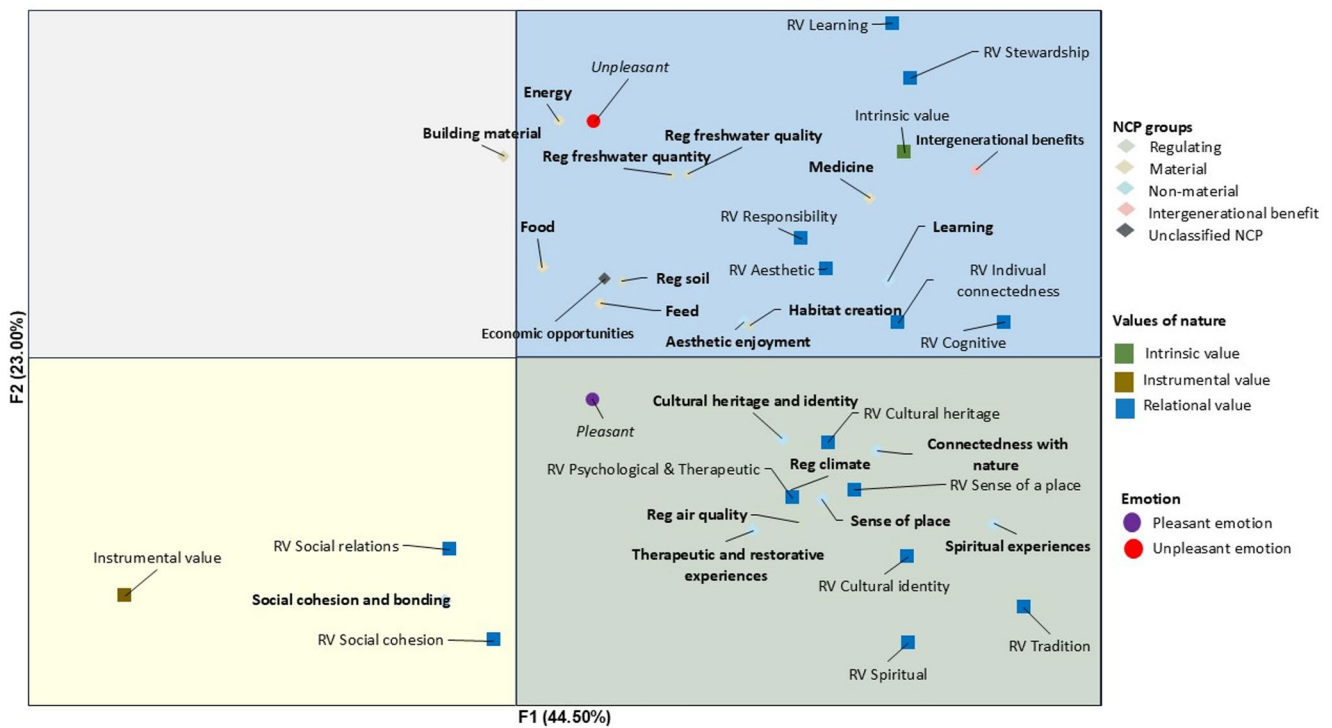 RV Learning
RV Stewardship
Unpleasant
Energy
Intrinsic value
Building material
Reg freshwater quality
Intergenerational benefits
Reg freshwater quantity
Medicine
RV Responsibility
Food
Learning
RV Aesthetic
RV Indivual
connectedness
Reg soil
Feed
Habitat creation
Economic opportunities
Aesthetic enjoyment
RV Cognitive
F2 (23.00%)
Cultural heritage and identity
RV Cultural heritage
Pleasant
Connectedness with
nature
RV Psychological & Therapeutic
Reg climate
RV Sense of a place
Reg air quality
Sense of place
Therapeutic and restorative
experiences
Spiritual experiences
RV Social relations
Instrumental value
RV Cultural identity
Social cohesion and bonding
RV Social cohesion
RV Tradition
RV Spiritual
F1 (44.50%)
NCP groups
Regulating
Material
Non-material
Intergenerational benefit
Unclassified NCP
Values of nature
Intrinsic value
Instrumental value
Relational value
Emotion
Pleasant emotion
Unpleasant emotion